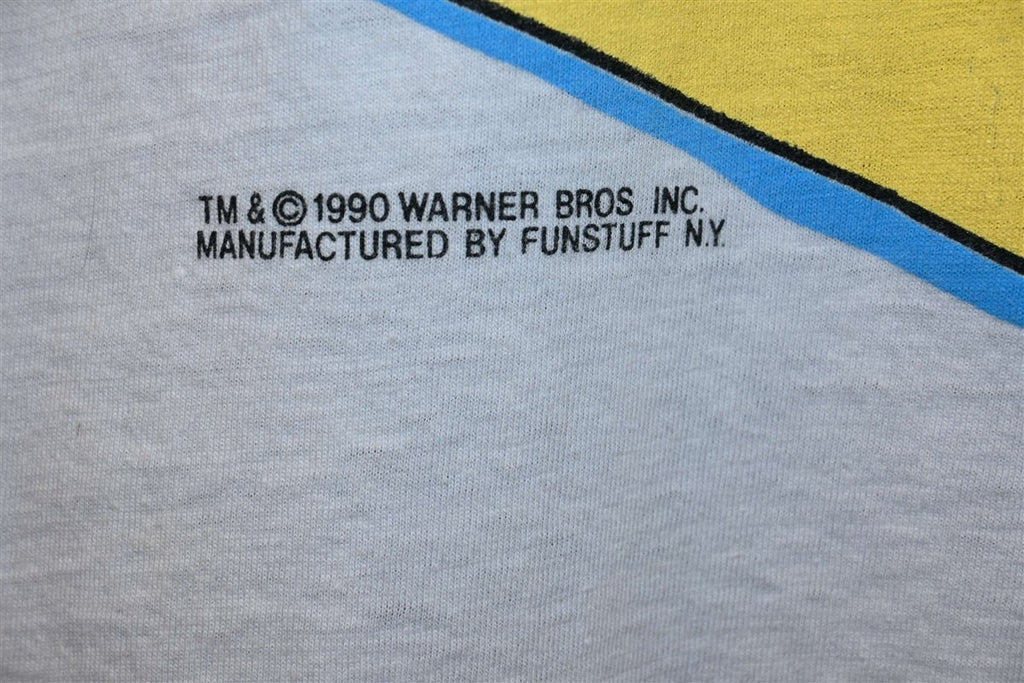 TM & ©1990 WARNER BROS INC.
MANUFACTURED BY FUNSTUFF N.Y.